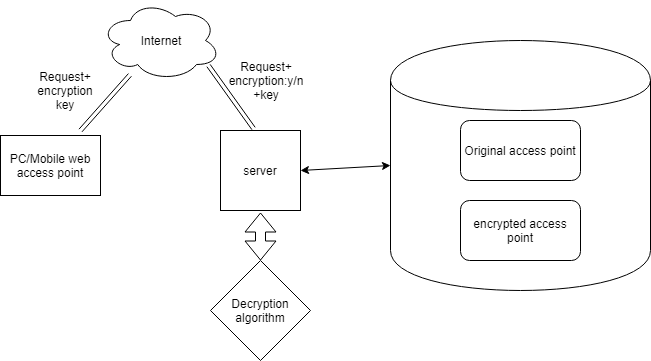 Internet
Request+
encryption
key
Request+
encryption:y/n
+key
PC/Mobile web
access point
server
Original access point
encrypted access
point
Decryption
algorithm